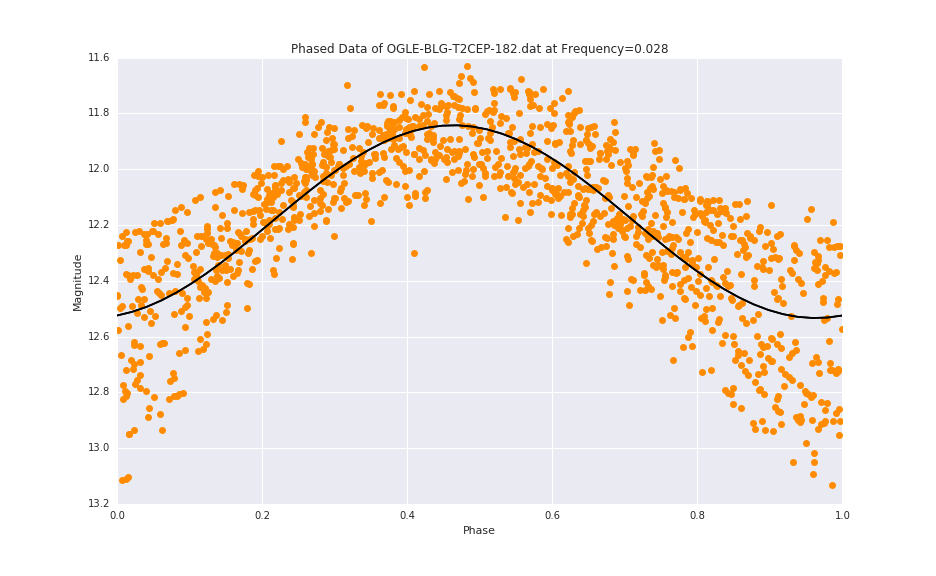 Phased Data of OGLE-BLG-T2CEP-182.dat at Frequency=0.028
11.6
11.8
12.0
12.2
12.4
12.6
12.8
13.0
13.2
Magnitude
0.0 0.2 0.4 0.6 0.8 1.0
Phase